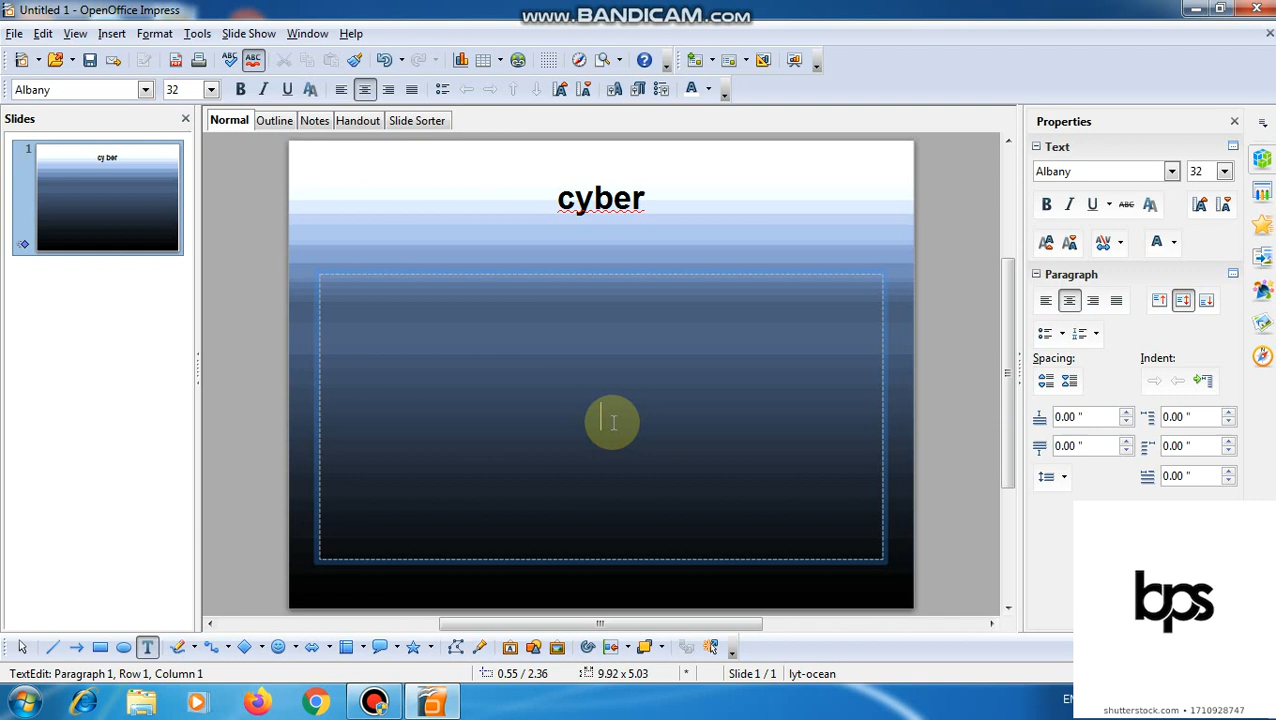 Untitled 1 - OpenOffice Impress
www.BANDICAM.com
File Edit View Insert Format Tools Slide Show Window Help
Albany 32
Slides
Normal Outline Notes Handout Slide Sorter
Properties
1
cy ber
cyber
Text
Albany 32
Paragraph
Spacing: Indent:
0.00 " 0.00 "
0.00 " 0.00 "
0.00 "
bps
TextEdit: Paragraph 1, Row 1, Column 1
0.55 / 2.36
9.92 x 5.03
*
Slide 1 / 1
lyt-ocean
EN
shutterstock.com • 1710928747